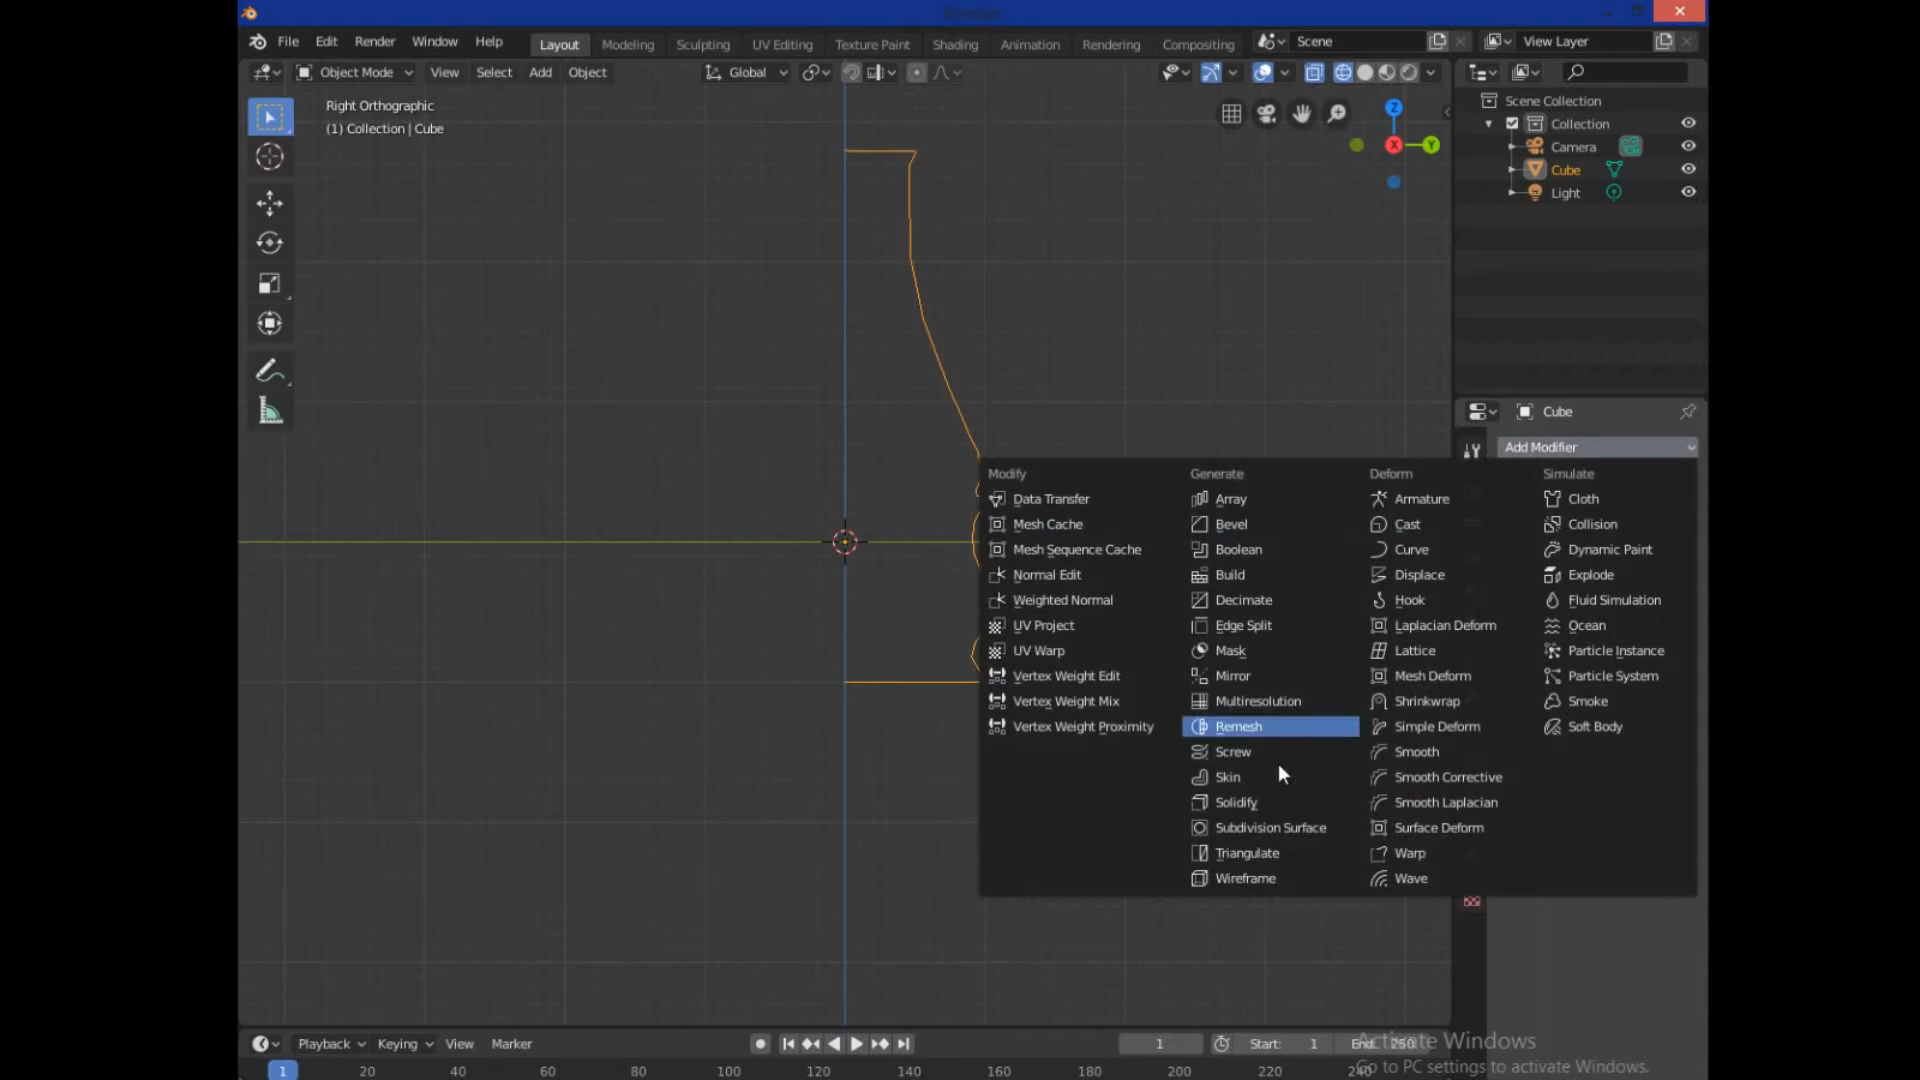 File Edit Render Window Help Layout Modeling Sculpting UV Editing Texture Paint Shading Animation Rendering Compositing Scene View Layer
Object Mode View Select Add Object Global
Right Orthographic
(1) Collection | Cube
Z
X
Y
Scene Collection
Collection
Camera
Cube
Light
Cube
Add Modifier
Modify
Data Transfer
Mesh Cache
Mesh Sequence Cache
Normal Edit
Weighted Normal
UV Project
UV Warp
Vertex Weight Edit
Vertex Weight Mix
Vertex Weight Proximity
Generate
Array
Bevel
Boolean
Build
Decimate
Edge Split
Mask
Mirror
Multiresolution
Remesh
Screw
Skin
Solidify
Subdivision Surface
Triangulate
Wireframe
Deform
Armature
Cast
Curve
Displace
Hook
Laplacian Deform
Lattice
Mesh Deform
Shrinkwrap
Simple Deform
Smooth
Smooth Corrective
Smooth Laplacian
Surface Deform
Warp
Wave
Simulate
Cloth
Collision
Dynamic Paint
Explode
Fluid Simulation
Ocean
Particle Instance
Particle System
Smoke
Soft Body
Playback Keying View Marker 1 Start: 1 End: 250
1 20 40 60 80 100 120 140 160 180 200 220 240
Activate Windows
Go to PC settings to activate Windows.